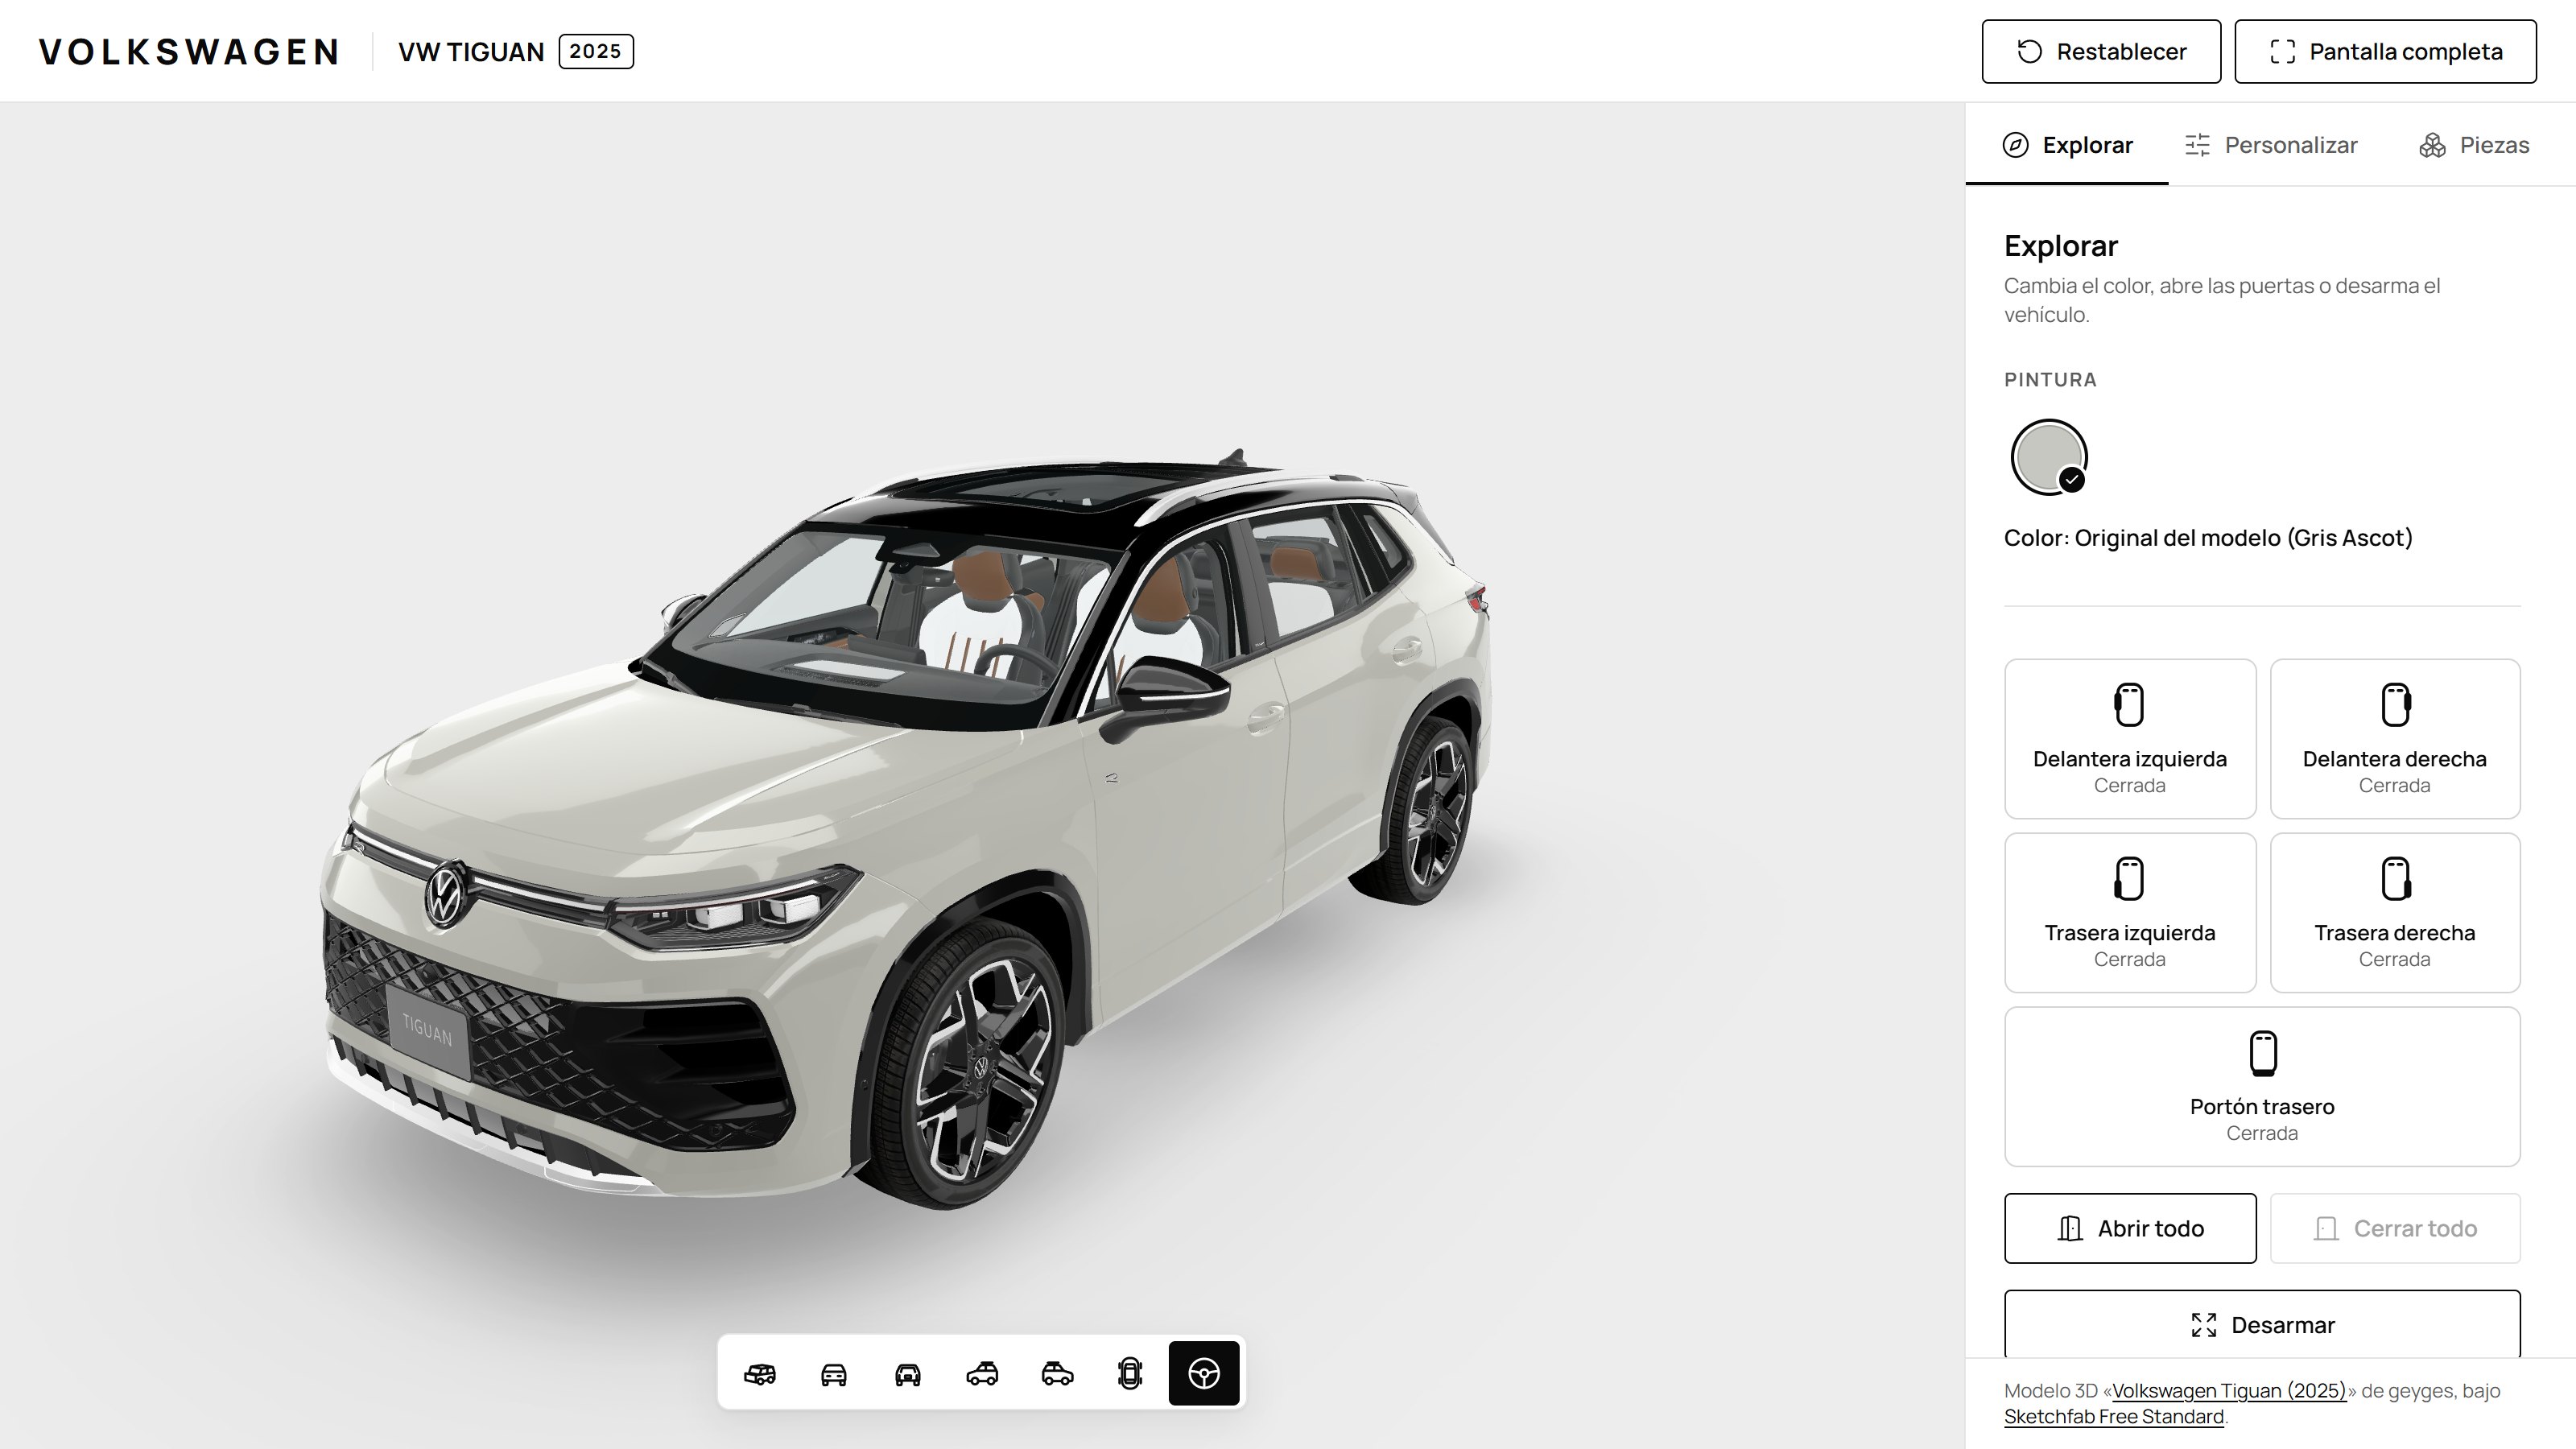 VOLKSWAGEN
VW TIGUAN 2025
Restablecer
Pantalla completa
Explorar
Personalizar
Piezas
Explorar
Cambia el color, abre las puertas o desarma el
vehículo.
PINTURA
Color: Original del modelo (Gris Ascot)
Delantera izquierda
Cerrada
Delantera derecha
Cerrada
Trasera izquierda
Cerrada
Trasera derecha
Cerrada
Portón trasero
Cerrada
Abrir todo
Cerrar todo
Desarmar
Modelo 3D «Volkswagen Tiguan (2025)» de geyges, bajo
Sketchfab Free Standard.
TIGUAN